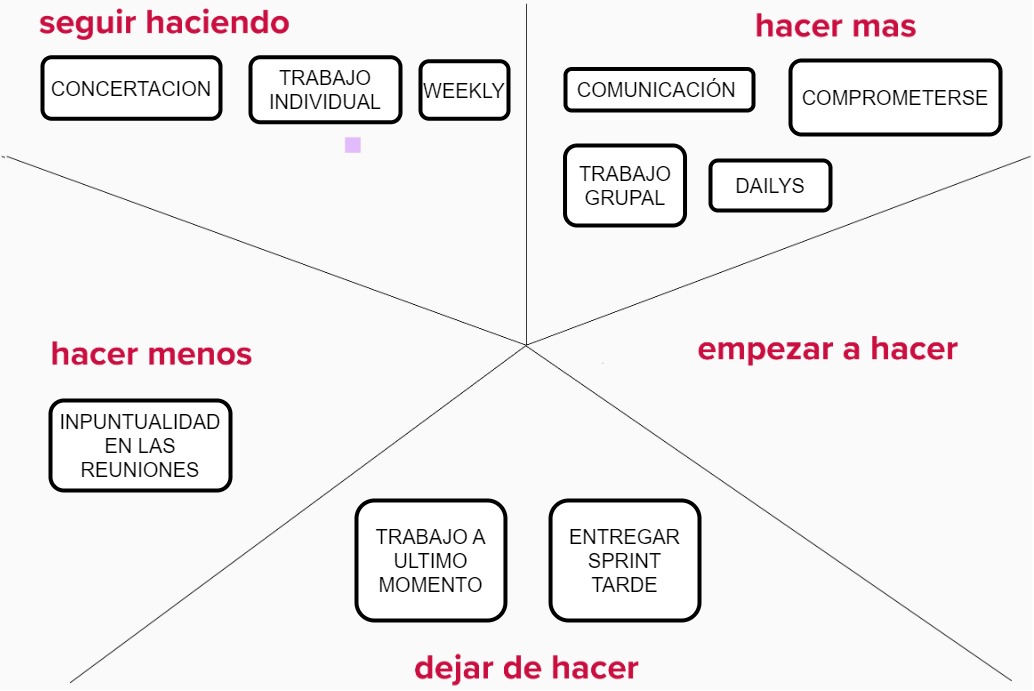 seguir haciendo
CONCERTACION
TRABAJO
INDIVIDUAL
WEEKLY
hacer mas
COMUNICACIÓN
COMPROMETERSE
TRABAJO
GRUPAL
DAILYS
hacer menos
INPUNTUALIDAD
EN LAS
REUNIONES
empezar a hacer
TRABAJO A
ULTIMO
MOMENTO
ENTREGAR
SPRINT
TARDE
dejar de hacer